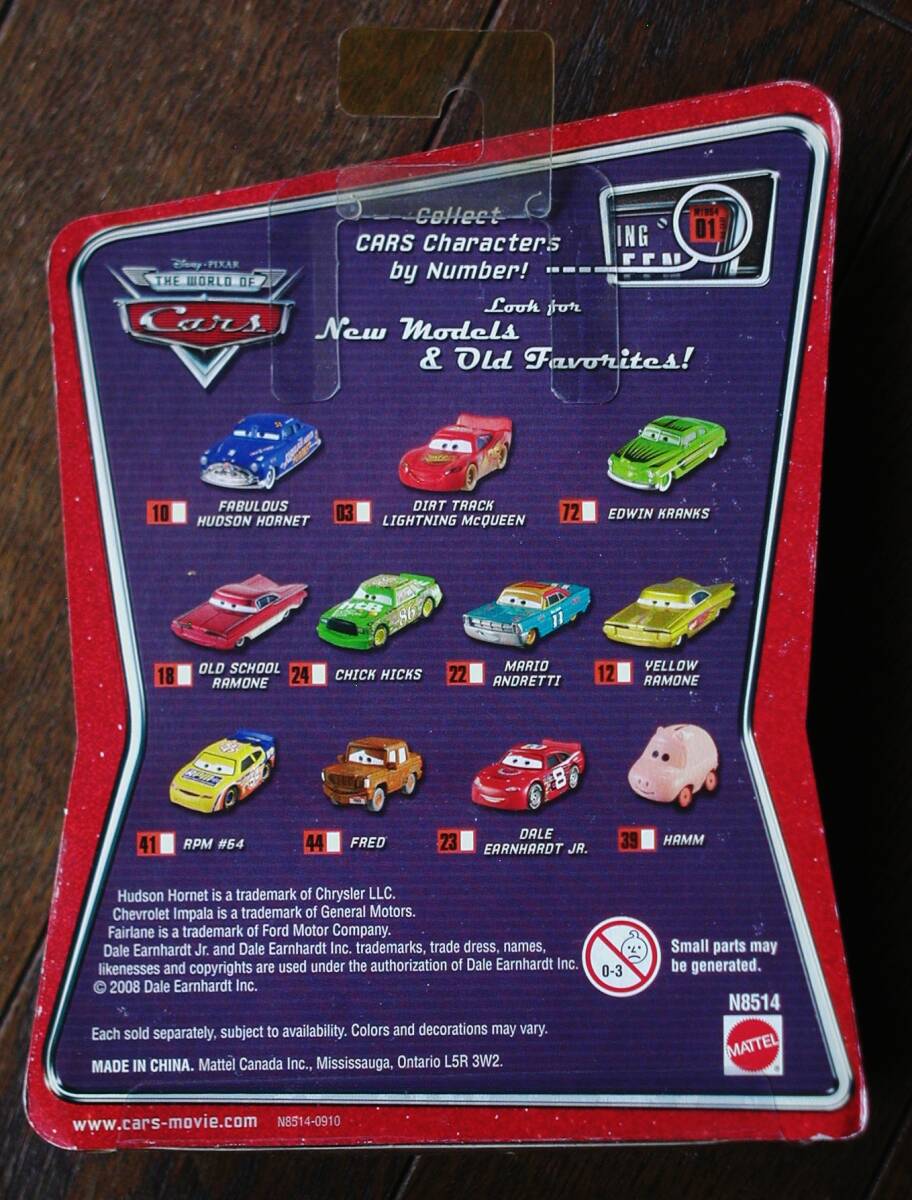 Collect
CARS Characters
by Number!
ING
EEN
01
Disney · PIXAR
THE WORLD OF
Cars
Look for
New Models
& Old Favorites!
10 FABULOUS
HUDSON HORNET
03 DIRT TRACK
LIGHTNING McQUEEN
72 EDWIN KRANKS
18 OLD SCHOOL
RAMONE
24 CHICK HICKS
22 MARIO
ANDRETTI
12 YELLOW
RAMONE
86
11
41 RPM #64
44 FRED
23 DALE
EARNHARDT JR.
39 HAMM
8
Hudson Hornet is a trademark of Chrysler LLC.
Chevrolet Impala is a trademark of General Motors.
Fairlane is a trademark of Ford Motor Company.
Dale Earnhardt Jr. and Dale Earnhardt Inc. trademarks, trade dress, names,
likenesses and copyrights are used under the authorization of Dale Earnhardt Inc.
© 2008 Dale Earnhardt Inc.
0-3
Small parts may
be generated.
N8514
MATTEL
Each sold separately, subject to availability. Colors and decorations may vary.
MADE IN CHINA. Mattel Canada Inc., Mississauga, Ontario L5R 3W2.
www.cars-movie.com N8514-0910